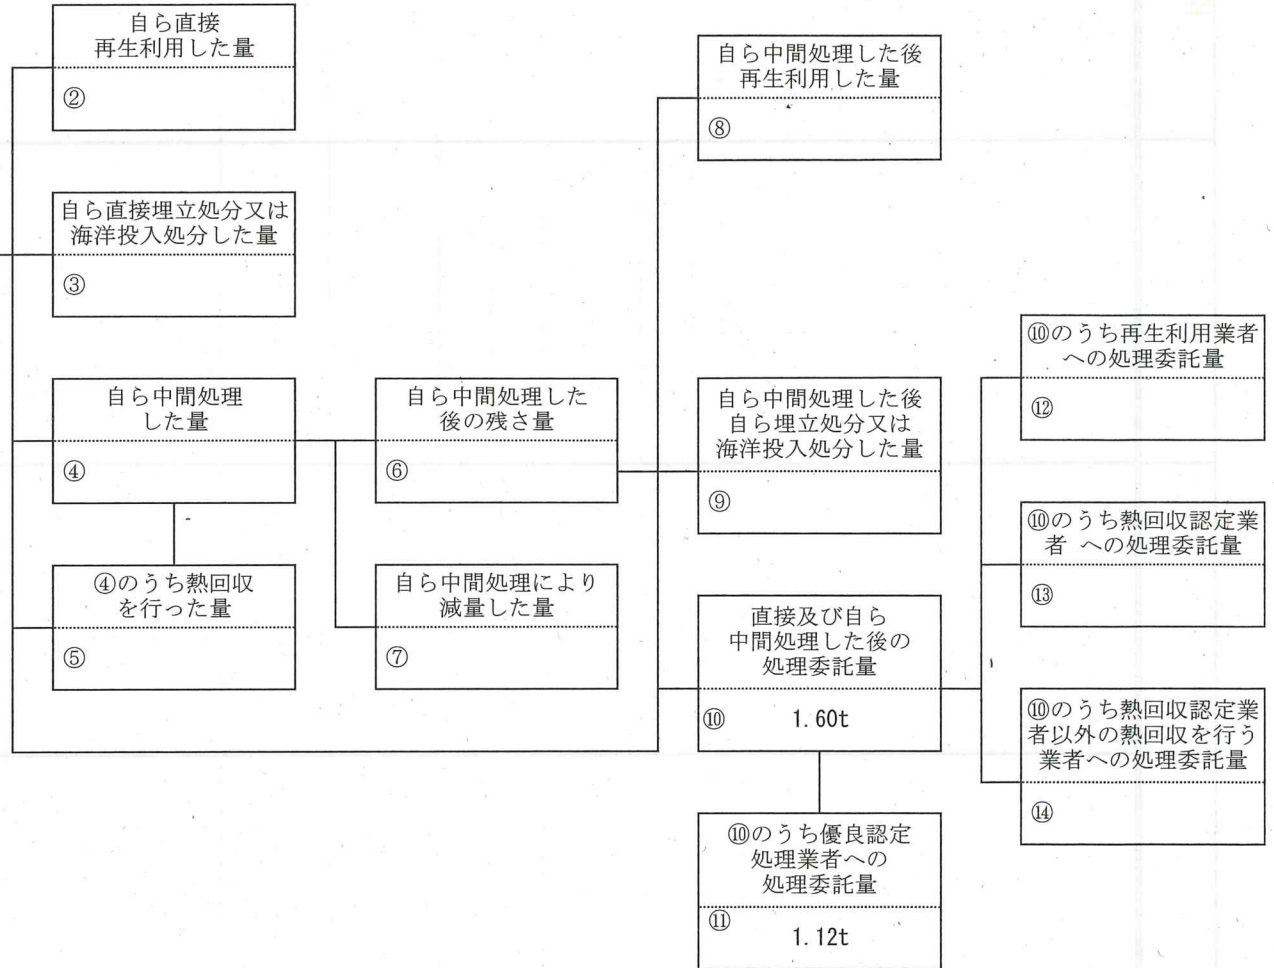 自ら直接
再生利用した量
②
自ら直接埋立処分又は
海洋投入処分した量
③
自ら中間処理
した量
④
④のうち熱回収
を行った量
⑤
自ら中間処理した
後の残さ量
⑥
自ら中間処理により
減量した量
⑦
自ら中間処理した後
再生利用した量
⑧
自ら中間処理した後
自ら埋立処分又は
海洋投入処分した量
⑨
直接及び自ら
中間処理した後の
処理委託量
⑩ 1.60t
⑩のうち優良認定
処理業者への
処理委託量
⑪
1.12t
⑩のうち再生利用業者
への処理委託量
⑫
⑩のうち熱回収認定業
者 への処理委託量
⑬
⑩のうち熱回収認定業
者以外の熱回収を行う
業者への処理委託量
⑭